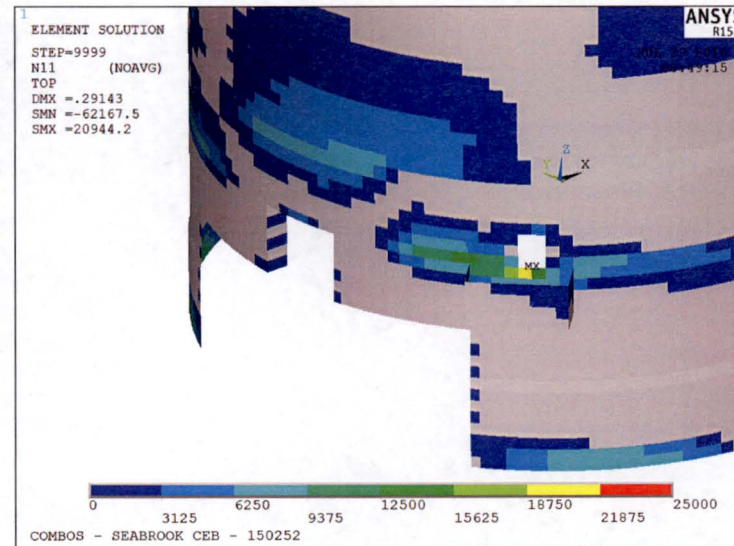 1
ELEMENT SOLUTION
STEP=9999
N11 (NOAVG)
TOP
DMX =.29143
SMN =-62167.5
SMX =20944.2
ANSYS
R15
Z
Y X
MX
0 6250 12500 18750 25000
3125 9375 15625 21875
COMBOS - SEABROOK CEB - 150252